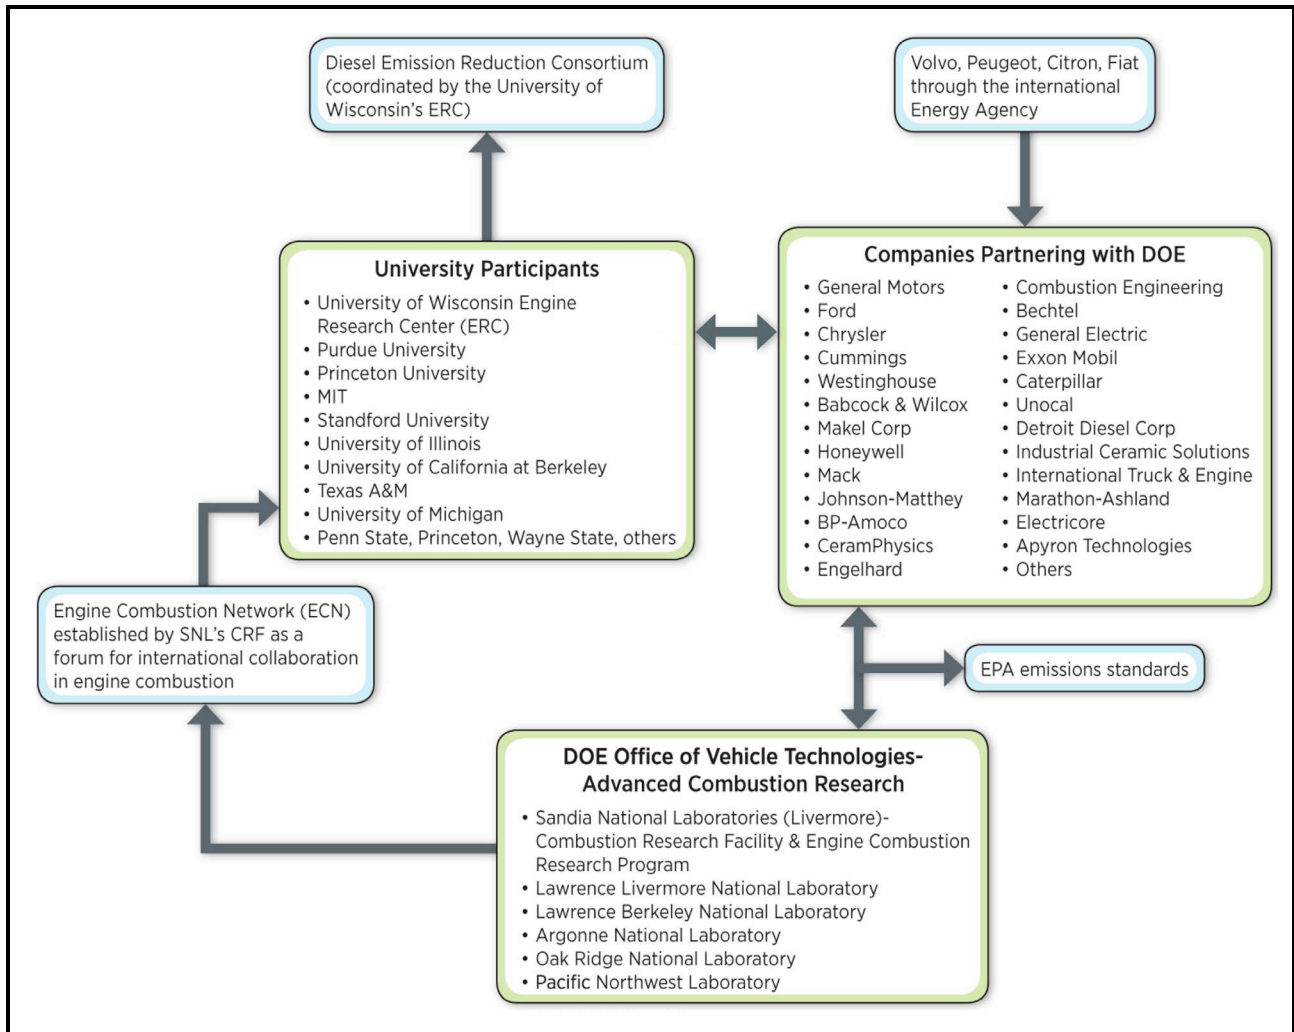 Diesel Emission Reduction Consortium
(coordinated by the University of
Wisconsin's ERC)
Volvo, Peugeot, Citron, Fiat
through the international
Energy Agency
University Participants
• University of Wisconsin Engine
Research Center (ERC)
• Purdue University
• Princeton University
• MIT
• Standford University
• University of Illinois
• University of California at Berkeley
• Texas A&M
• University of Michigan
• Penn State, Princeton, Wayne State, others
Companies Partnering with DOE
• General Motors
• Ford
• Chrysler
• Cummings
• Westinghouse
• Babcock & Wilcox
• Makel Corp
• Honeywell
• Mack
• Johnson-Matthey
• BP-Amoco
• CeramPhysics
• Engelhard
• Combustion Engineering
• Bechtel
• General Electric
• Exxon Mobil
• Caterpillar
• Unocal
• Detroit Diesel Corp
• Industrial Ceramic Solutions
• International Truck & Engine
• Marathon-Ashland
• Electricore
• Apyron Technologies
• Others
Engine Combustion Network (ECN)
established by SNL's CRF as a
forum for international collaboration
in engine combustion
EPA emissions standards
DOE Office of Vehicle Technologies-
Advanced Combustion Research
• Sandia National Laboratories (Livermore)-
Combustion Research Facility & Engine Combustion
Research Program
• Lawrence Livermore National Laboratory
• Lawrence Berkeley National Laboratory
• Argonne National Laboratory
• Oak Ridge National Laboratory
• Pacific Northwest Laboratory